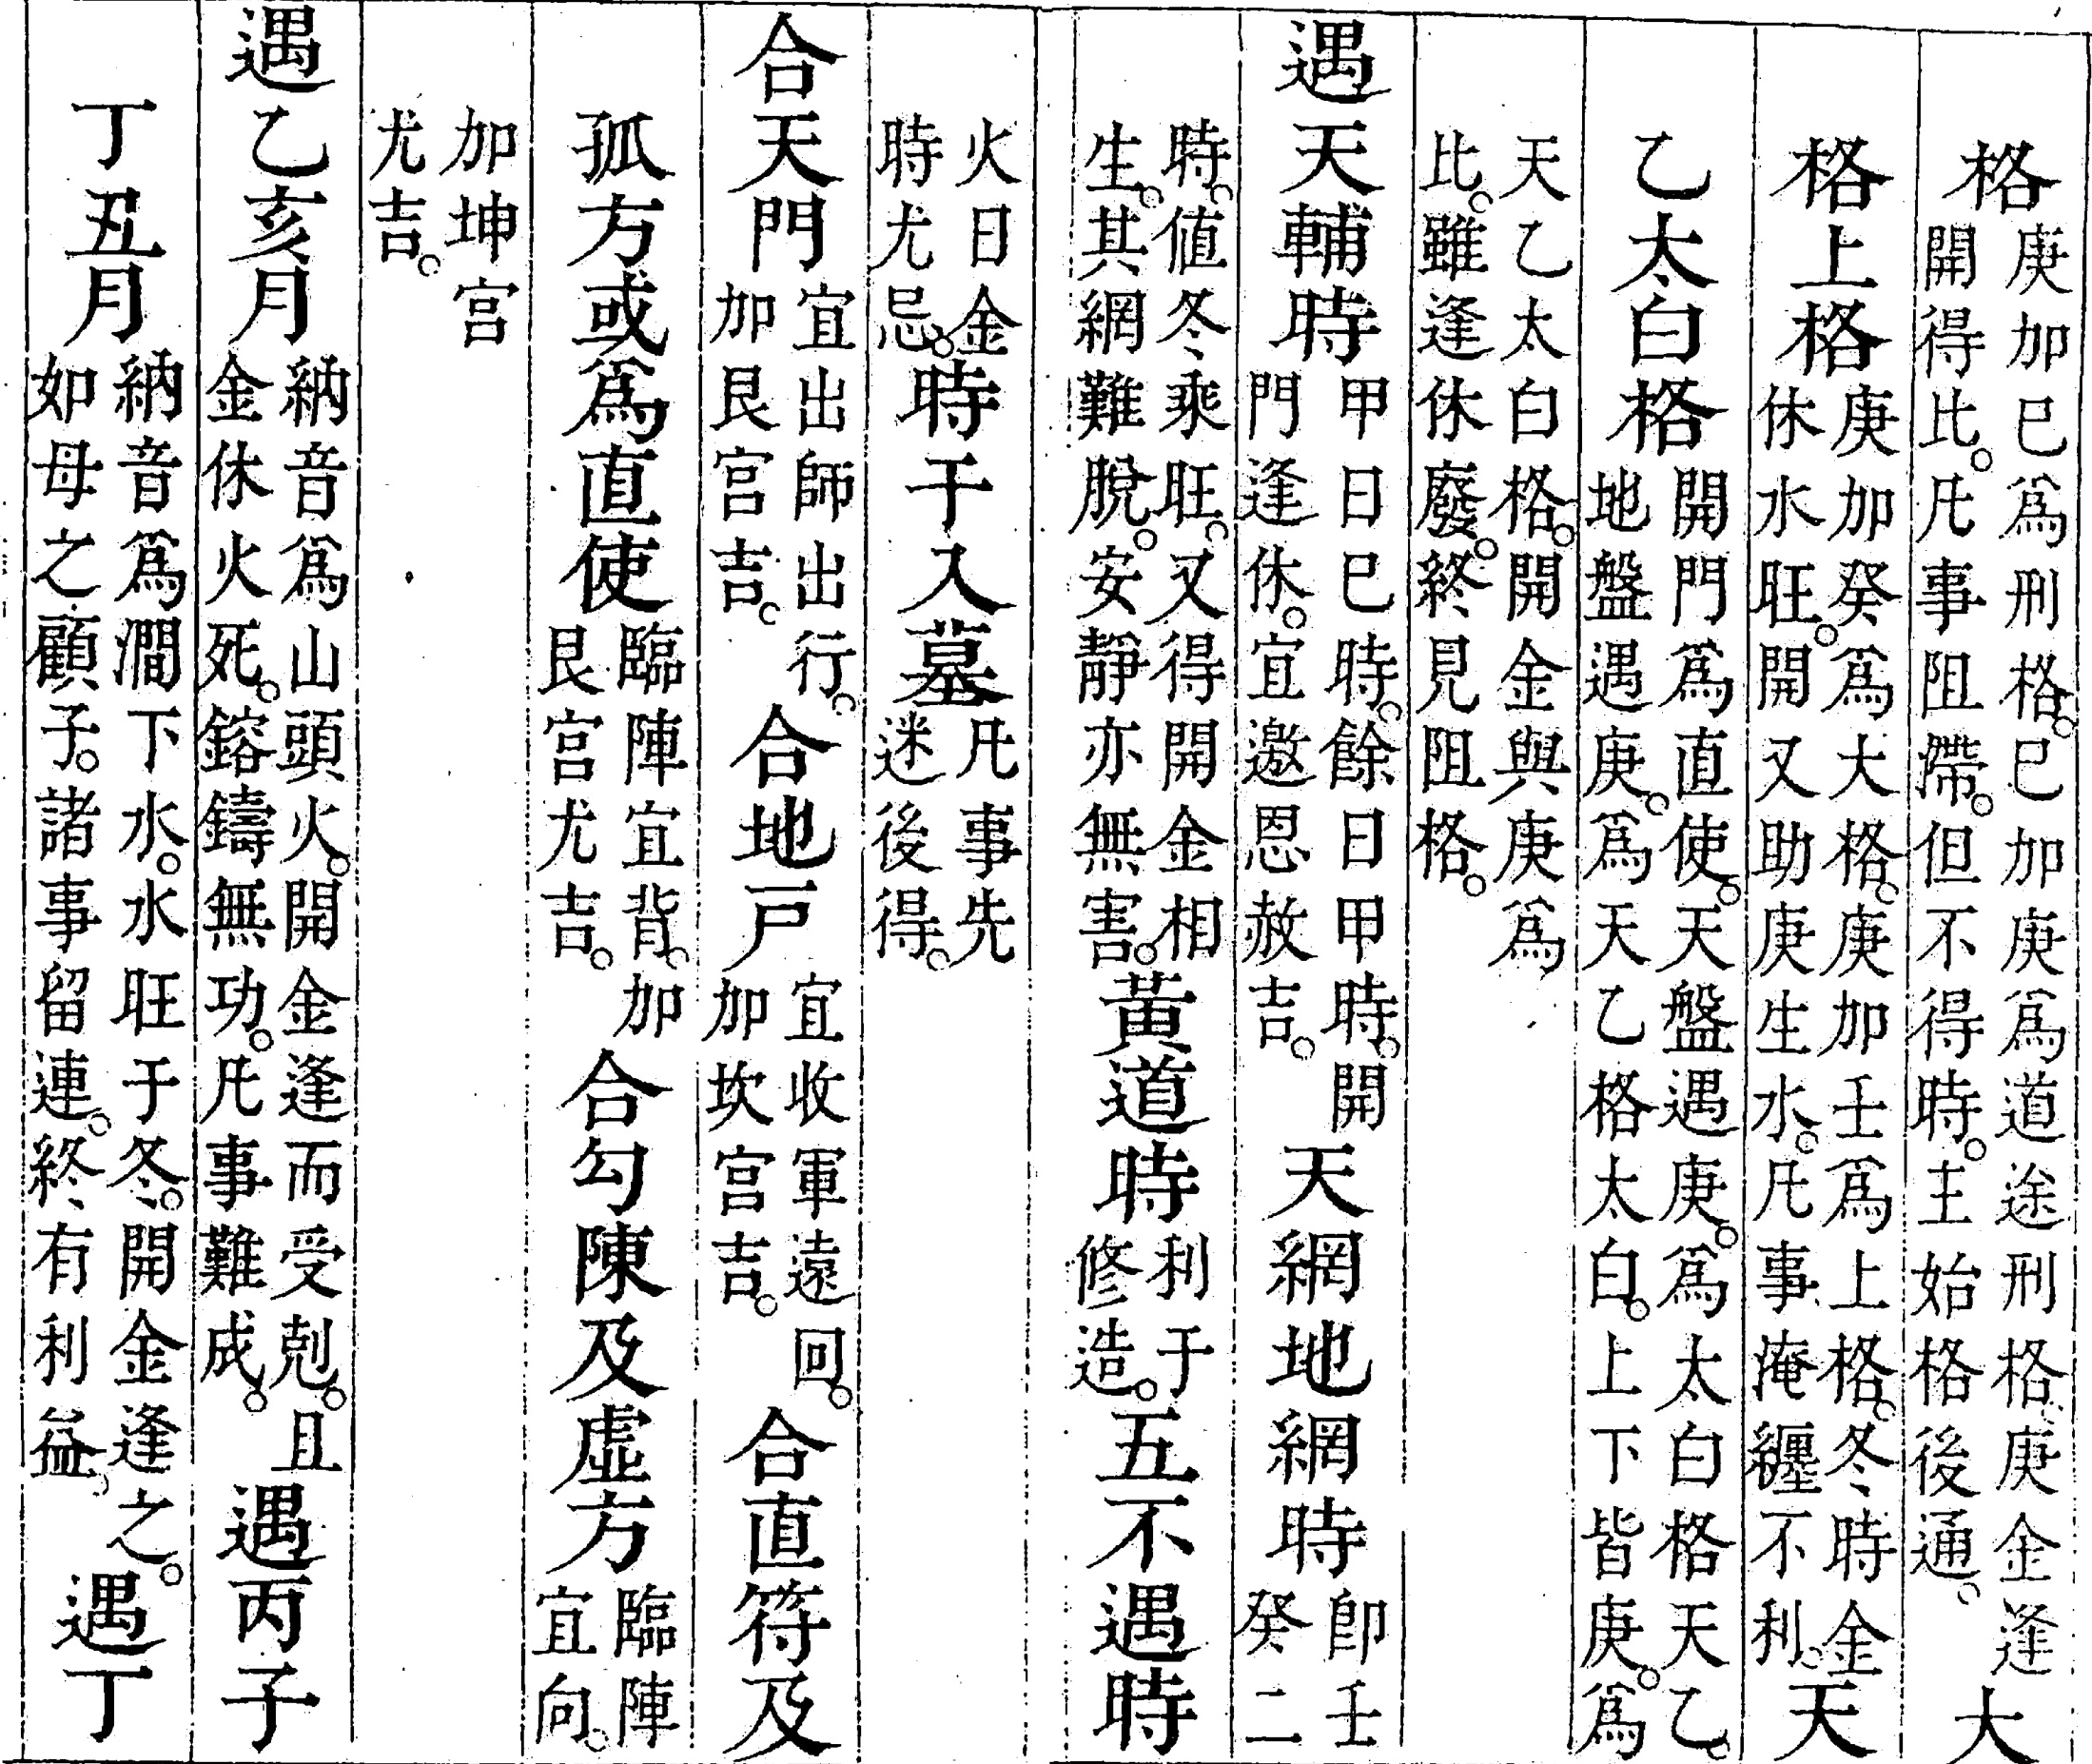 格庚加巳爲刑格。巳加庚爲道途刑格庚金逢開得比。凡事阻滯。但不得時。主始格後通。大
格上格庚加癸爲大格。庚加壬爲上格。冬時金休水旺。開又助庚生水。凡事淹纏不利。天
乙太白格開門爲直使。天盤遇庚。爲太白格天乙。地盤遇庚。爲天乙格太白。上下皆庚。爲
天乙太白格。開金與庚爲比。雖逢休廢。終見阻格。
遇天輔時甲日巳時。餘日甲時。開門逢休。宜邀恩赦吉。天網地網時即壬癸二
時。值冬乘旺。又得開金相生。其網難脫。安靜亦無害。黃道時利于修造。五不遇時
火日金時尤忌。時干入墓凡事先迷後得。
合天門宜出師出行。加艮宮吉。合地戸宜收軍遠回。加坎宮吉。合直符及
孤方或爲直使臨陣宜背。加艮宮尤吉。合勾陳及虛方臨陣宜向。
加坤宮尤吉。
遇乙亥月納音爲山頭火。開金逢而受剋。且金休火死。鎔鑄無功。凡事難成。遇丙子
丁丑月納音爲澗下水。水旺于冬。開金逢之。如母之顧子。諸事留連。終有利益。遇丁